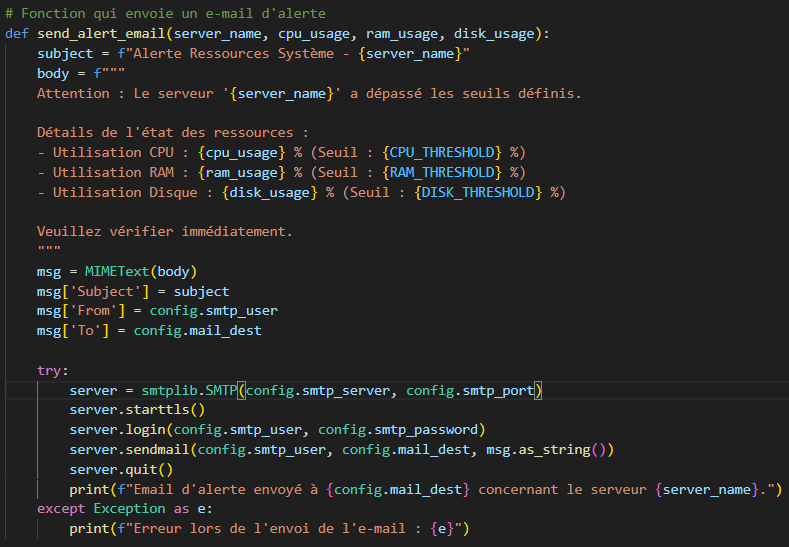 # Fonction qui envoie un e-mail d'alerte
def send_alert_email(server_name, cpu_usage, ram_usage, disk_usage):
    subject = f"Alerte Ressources Système - {server_name}"
    body = f"""
    Attention : Le serveur '{server_name}' a dépassé les seuils définis.

    Détails de l'état des ressources :
    - Utilisation CPU : {cpu_usage} % (Seuil : {CPU_THRESHOLD} %)
    - Utilisation RAM : {ram_usage} % (Seuil : {RAM_THRESHOLD} %)
    - Utilisation Disque : {disk_usage} % (Seuil : {DISK_THRESHOLD} %)

    Veuillez vérifier immédiatement.
    """
    msg = MIMEText(body)
    msg['Subject'] = subject
    msg['From'] = config.smtp_user
    msg['To'] = config.mail_dest

    try:
        server = smtplib.SMTP(config.smtp_server, config.smtp_port)
        server.starttls()
        server.login(config.smtp_user, config.smtp_password)
        server.sendmail(config.smtp_user, config.mail_dest, msg.as_string())
        server.quit()
        print(f"Email d'alerte envoyé à {config.mail_dest} concernant le serveur {server_name}.")
    except Exception as e:
        print(f"Erreur lors de l'envoi de l'e-mail : {e}")